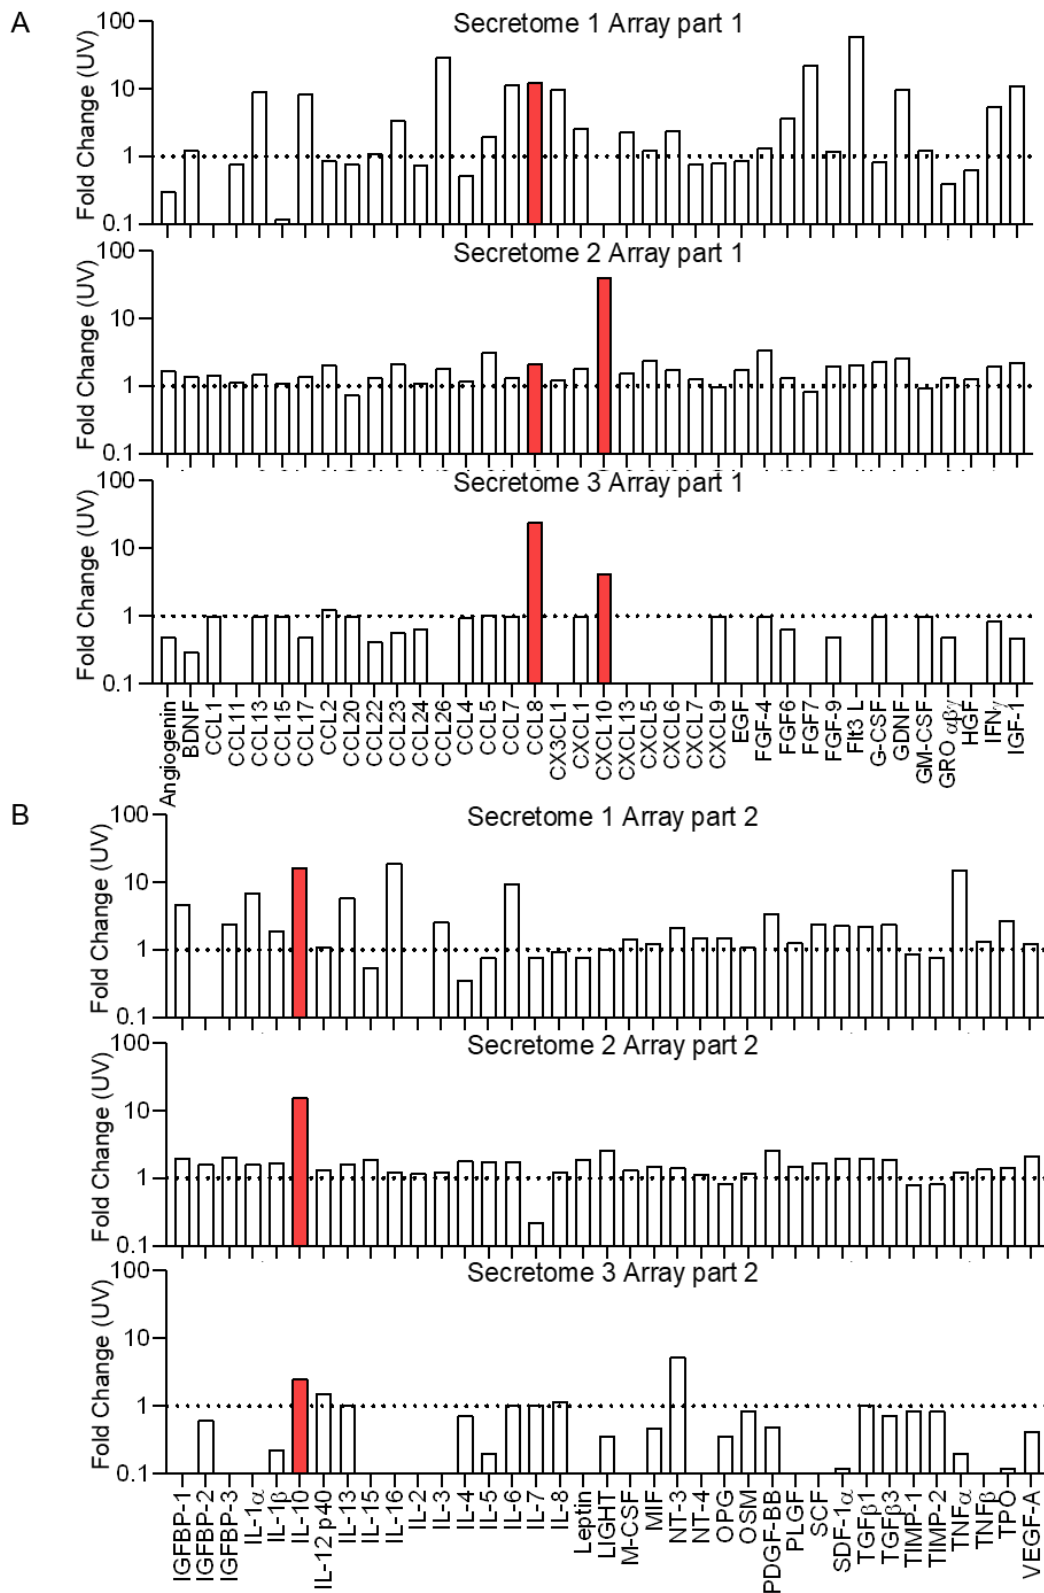 A
Secretome 1 Array part 1
Fold Change (UV)
100
10
1
0.1
Secretome 2 Array part 1
Fold Change (UV)
100
10
1
0.1
Secretome 3 Array part 1
Fold Change (UV)
100
10
1
0.1
Angiogenin
BDNF
CCL1
CCL11
CCL13
CCL15
CCL17
CCL2
CCL20
CCL22
CCL23
CCL24
CCL26
CCL4
CCL5
CCL7
CCL8
CX3CL1
CXCL1
CXCL10
CXCL13
CXCL5
CXCL6
CXCL7
CXCL9
EGF
FGF-4
FGF6
FGF7
FGF-9
Flt3 L
G-CSF
GDNF
GM-CSF
GRO αβγ
HGF
IFNγ
IGF-1
B
Secretome 1 Array part 2
Fold Change (UV)
100
10
1
0.1
Secretome 2 Array part 2
Fold Change (UV)
100
10
1
0.1
Secretome 3 Array part 2
Fold Change (UV)
100
10
1
0.1
IGFBP-1
IGFBP-2
IGFBP-3
IL-1α
IL-1β
IL-10
IL-12 p40
IL-13
IL-15
IL-16
IL-2
IL-3
IL-4
IL-5
IL-6
IL-7
IL-8
Leptin
LIGHT
M-CSF
MIF
NT-3
NT-4
OPG
OSM
PDGF-BB
PLGF
SCF
SDF-1α
TGFβ1
TGFβ3
TIMP-1
TIMP-2
TNFα
TNFβ
TPO
VEGF-A